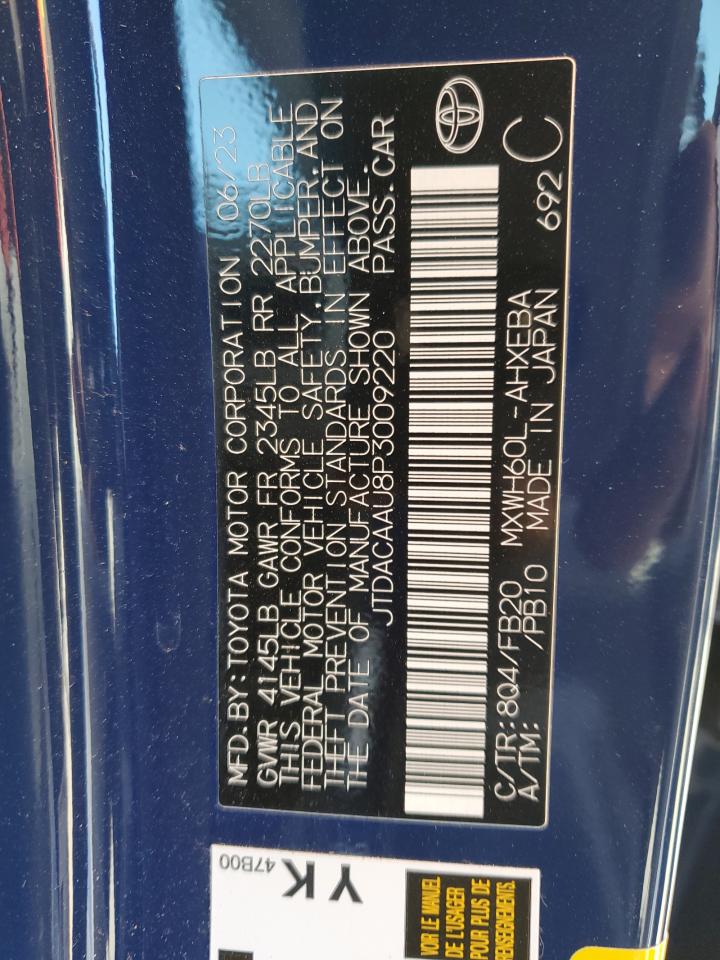 MFD. BY: TOYOTA MOTOR CORPORATION 06/23
GVWR 4145LB GAWR FR 2345LB RR 2270LB
THIS VEHICLE CONFORMS TO ALL APPLICABLE
FEDERAL MOTOR VEHICLE SAFETY, BUMPER, AND
THEFT PREVENTION STANDARDS IN EFFECT ON
THE DATE OF MANUFACTURE SHOWN ABOVE.
JTDACAAU8P3009220 PASS.CAR
C/TR: 8Q4/FB20 MXWH60L-AHXEBA 692
A/TM: /PB10 MADE IN JAPAN C
YK
47B00
VOIR LE MANUEL
DE L'USAGER
POUR PLUS DE
RENSEIGNEMENTS.